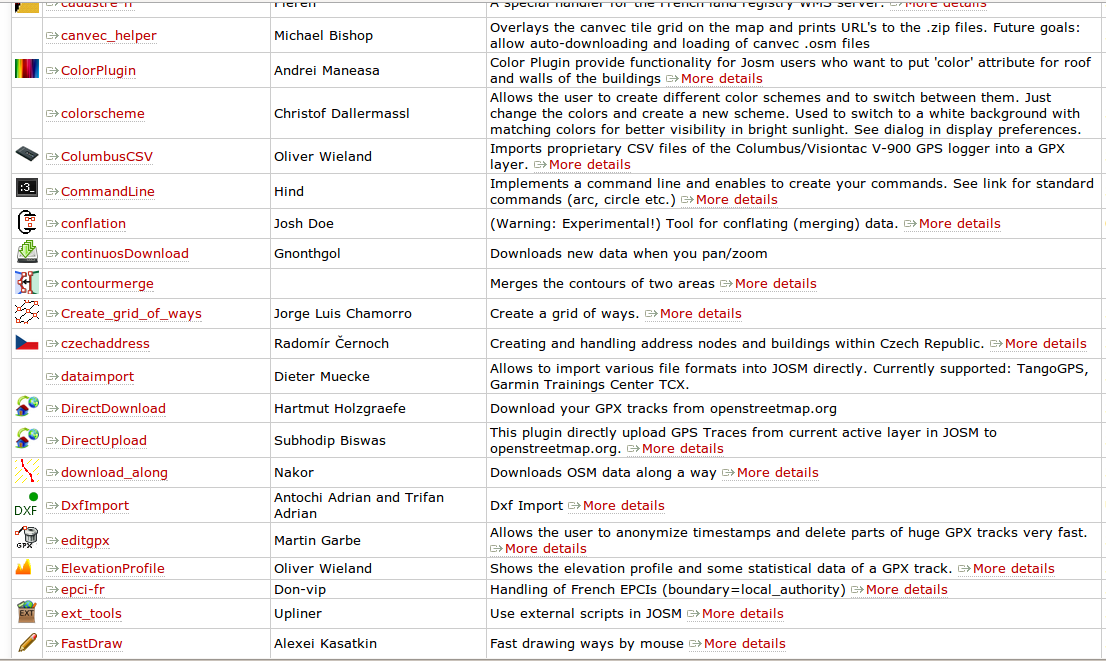 cadastre-fr Pieren A special handler for the French land registry WMS server. More details
canvec_helper Michael Bishop Overlays the canvec tile grid on the map and prints URL's to the .zip files. Future goals:
allow auto-downloading and loading of canvec .osm files
ColorPlugin Andrei Maneasa Color Plugin provide functionality for Josm users who want to put 'color' attribute for roof
and walls of the buildings More details
colorscheme Christof Dallermassl Allows the user to create different color schemes and to switch between them. Just
change the colors and create a new scheme. Used to switch to a white background with
matching colors for better visibility in bright sunlight. See dialog in display preferences.
ColumbusCSV Oliver Wieland Imports proprietary CSV files of the Columbus/Visiontac V-900 GPS logger into a GPX
layer. More details
:3_ CommandLine Hind Implements a command line and enables to create your commands. See link for standard
commands (arc, circle etc.) More details
conflation Josh Doe (Warning: Experimental!) Tool for conflating (merging) data. More details
continuosDownload Gnonthgol Downloads new data when you pan/zoom
contourmerge Merges the contours of two areas More details
Create_grid_of_ways Jorge Luis Chamorro Create a grid of ways. More details
czechaddress Radomír Černoch Creating and handling address nodes and buildings within Czech Republic. More details
dataimport Dieter Muecke Allows to import various file formats into JOSM directly. Currently supported: TangoGPS,
Garmin Trainings Center TCX.
DirectDownload Hartmut Holzgraefe Download your GPX tracks from openstreetmap.org
DirectUpload Subhodip Biswas This plugin directly upload GPS Traces from current active layer in JOSM to
openstreetmap.org. More details
download_along Nakor Downloads OSM data along a way More details
DXF DxfImport Antochi Adrian and Trifan
Adrian Dxf Import More details
GPX editgpx Martin Garbe Allows the user to anonymize timestamps and delete parts of huge GPX tracks very fast.
More details
ElevationProfile Oliver Wieland Shows the elevation profile and some statistical data of a GPX track. More details
epci-fr Don-vip Handling of French EPCIs (boundary=local_authority) More details
EXT ext_tools Upliner Use external scripts in JOSM More details
FastDraw Alexei Kasatkin Fast drawing ways by mouse More details